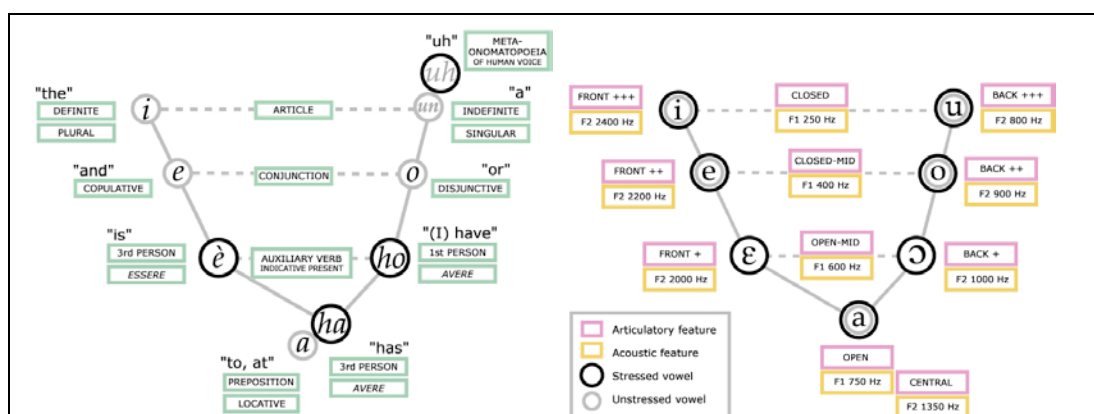 "uh"
uh
META-
ONOMATOPOEIA
OF HUMAN VOICE
"the"
DEFINITE
PLURAL
i
ARTICLE
un
"a"
INDEFINITE
SINGULAR
"and"
COPULATIVE
e
CONJUNCTION
o
"or"
DISJUNCTIVE
"is"
3rd PERSON
ESSERE
è
AUXILIARY VERB
INDICATIVE PRESENT
ho
"(I) have"
1st PERSON
AVERE
ha
a
"to, at"
PREPOSITION
LOCATIVE
"has"
3rd PERSON
AVERE
FRONT +++
F2 2400 Hz
i
CLOSED
F1 250 Hz
u
BACK +++
F2 800 Hz
FRONT ++
F2 2200 Hz
e
CLOSED-MID
F1 400 Hz
o
BACK ++
F2 900 Hz
FRONT +
F2 2000 Hz
ɛ
OPEN-MID
F1 600 Hz
ɔ
BACK +
F2 1000 Hz
a
OPEN
F1 750 Hz
CENTRAL
F2 1350 Hz
Articulatory feature
Acoustic feature
Stressed vowel
Unstressed vowel